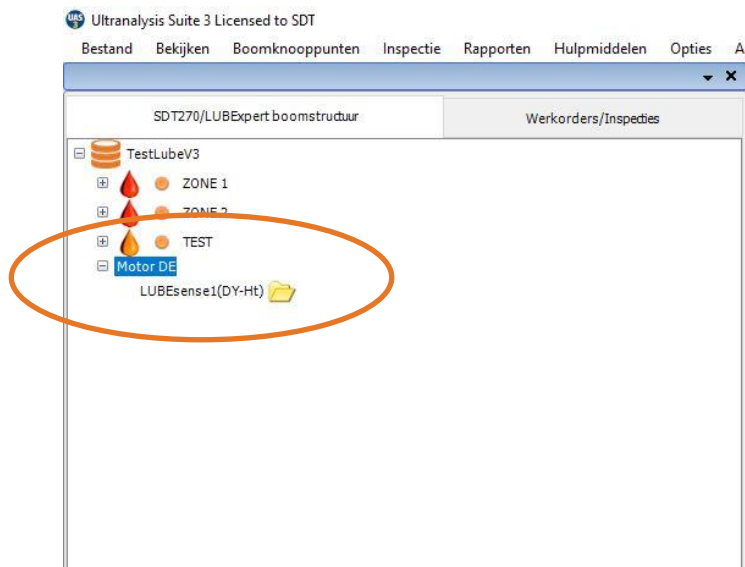 Ultranalysis Suite 3 Licensed to SDT
Bestand Bekijken Boomknooppunten Inspectie Rapporten Hulpmiddelen Opties A
SDT270/LUBExpert boomstructuur Werkorders/Inspecties
TestLubeV3
ZONE 1
ZONE 2
TEST
Motor DE
LUBEsense1(DY-Ht)